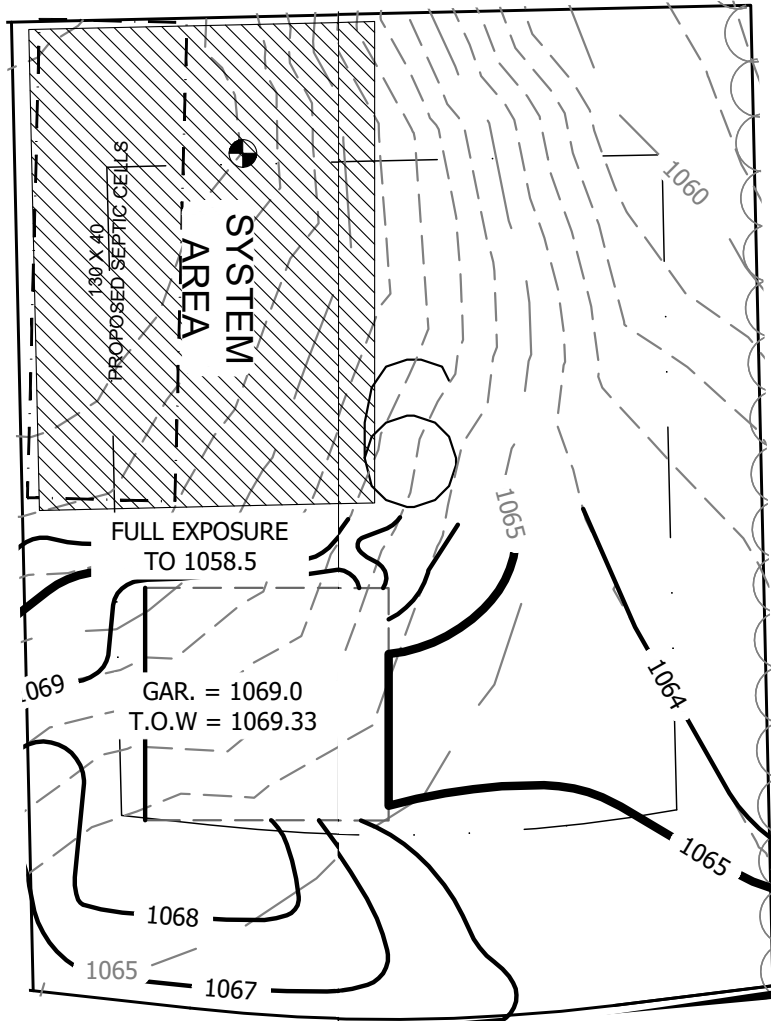 1060
130 X 40
PROPOSED SEPTIC CELLS
SYSTEM
AREA
1065
FULL EXPOSURE
TO 1058.5
069
GAR. = 1069.0
T.O.W = 1069.33
1064
1065
1068
1065
1067